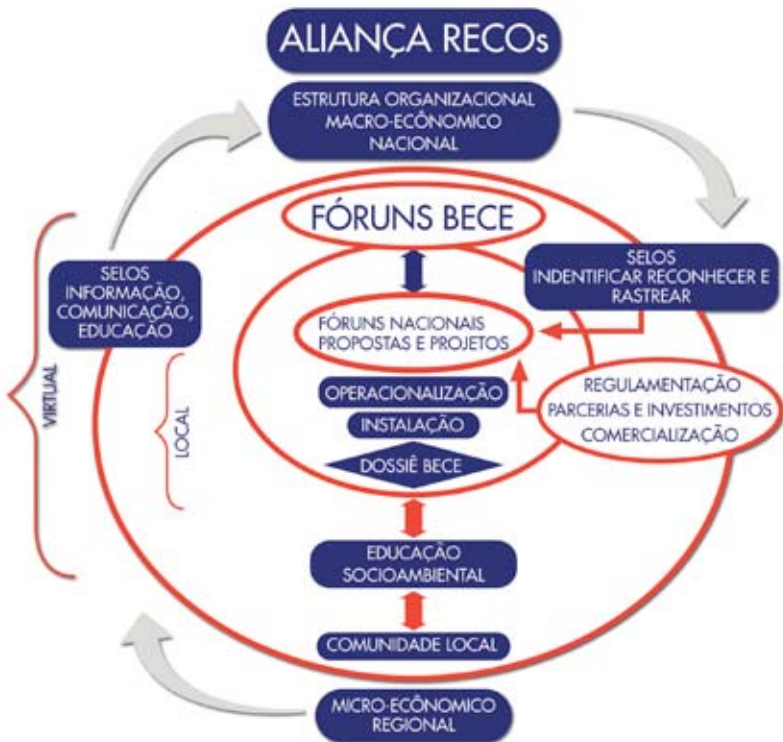 ALIANÇA RECOs
ESTRUTURA ORGANIZACIONAL
MACRO-ECÔNOMICO
NACIONAL
FÓRUNS BECE
SELOS
INFORMAÇÃO,
COMUNICAÇÃO,
EDUCAÇÃO
SELOS
INDENTIFICAR RECONHECER E
RASTREAR
FÓRUNS NACIONAIS
PROPOSTAS E PROJETOS
REGULAMENTAÇÃO
PARCERIAS E INVESTIMENTOS
COMERCIALIZAÇÃO
VIRTUAL
LOCAL
OPERACIONALIZAÇÃO
INSTALAÇÃO
DOSSIÊ BECE
EDUCAÇÃO
SOCIOAMBIENTAL
COMUNIDADE LOCAL
MICRO-ECÔNOMICO
REGIONAL